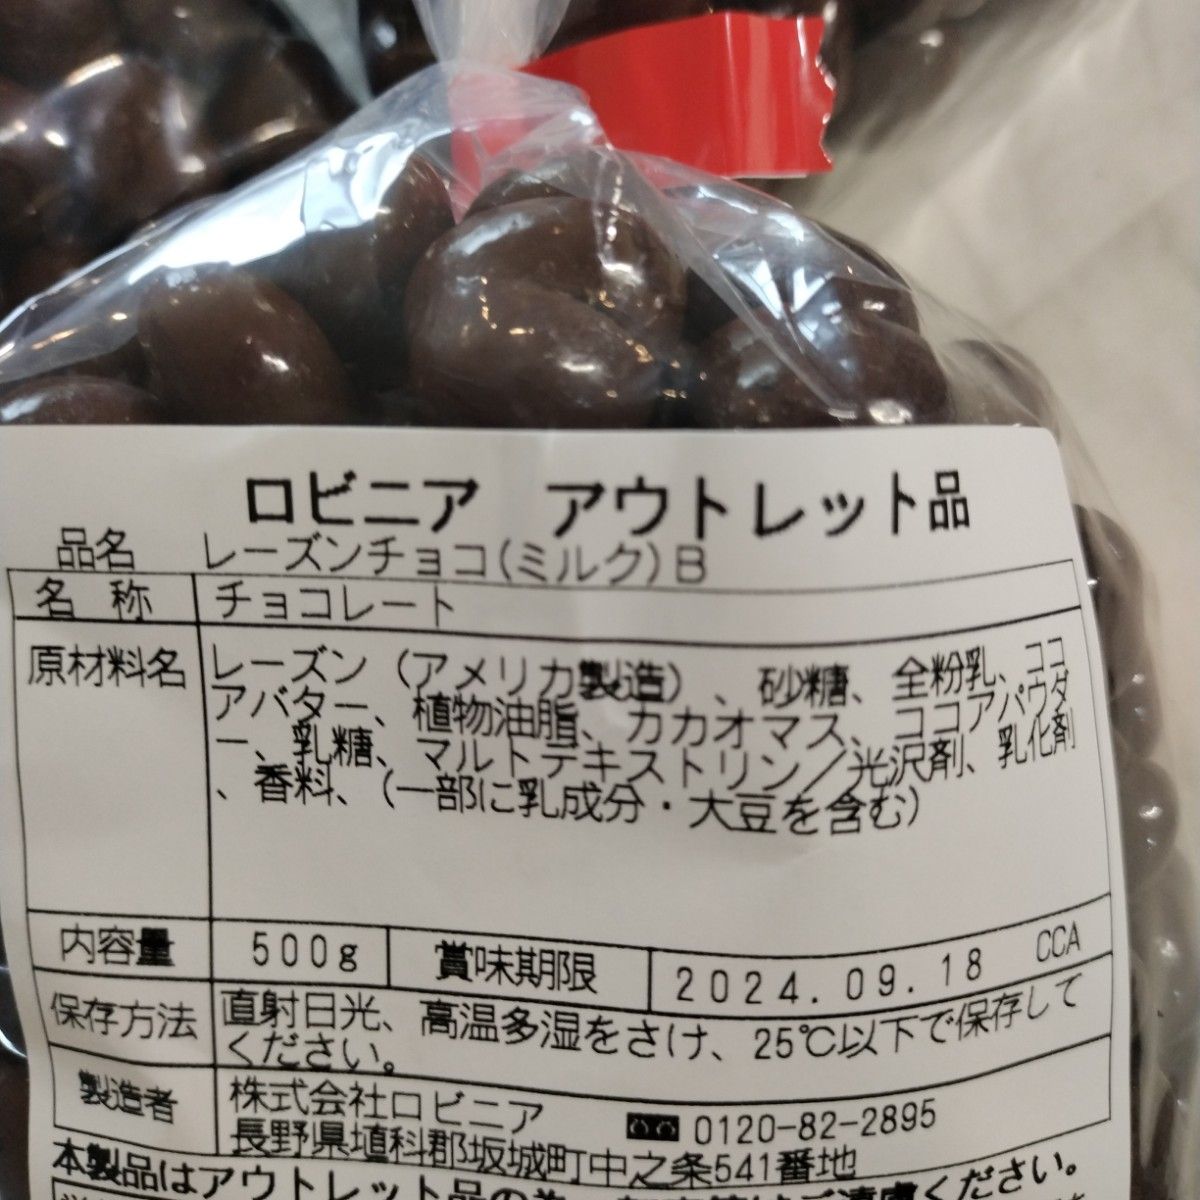 ロビニア アウトレット品
品名 レーズンチョコ(ミルク)B
名 称 チョコレート
原材料名 レーズン（アメリカ製造）、砂糖、全粉乳、ココ
アバター、植物油脂、カカオマス、ココアパウダ
ー、乳糖、マルトデキストリン／光沢剤、乳化剤
、香料、（一部に乳成分・大豆を含む）
内容量 500g 賞味期限 2024.09.18 CCA
保存方法 直射日光、高温多湿をさけ、25℃以下で保存して
ください。
製造者 株式会社ロビニア 0120-82-2895
長野県埴科郡坂城町中之条541番地
本製品はアウトレット品の為、
ご遠慮ください。